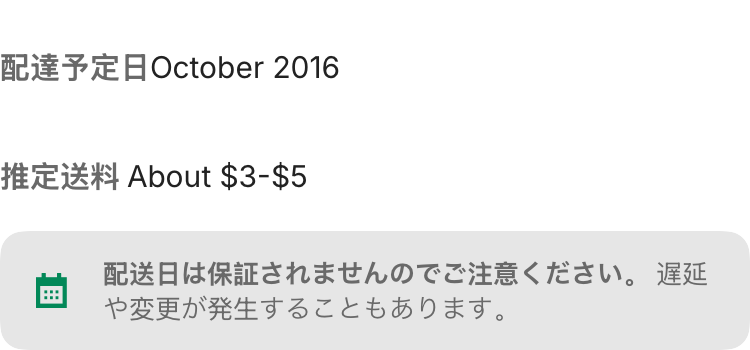 配達予定日October 2016
推定送料 About $3-$5
配送日は保証されませんのでご注意ください。 遅延
や変更が発生することもあります。